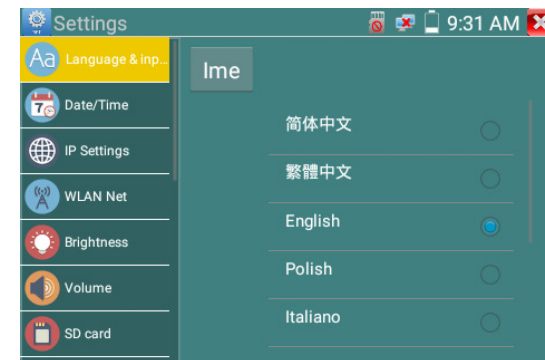 Settings
9:31 AM
Language & inp...
Ime
Date/Time
IP Settings
WLAN Net
Brightness
Volume
SD card
简体中文
繁體中文
English
Polish
Italiano